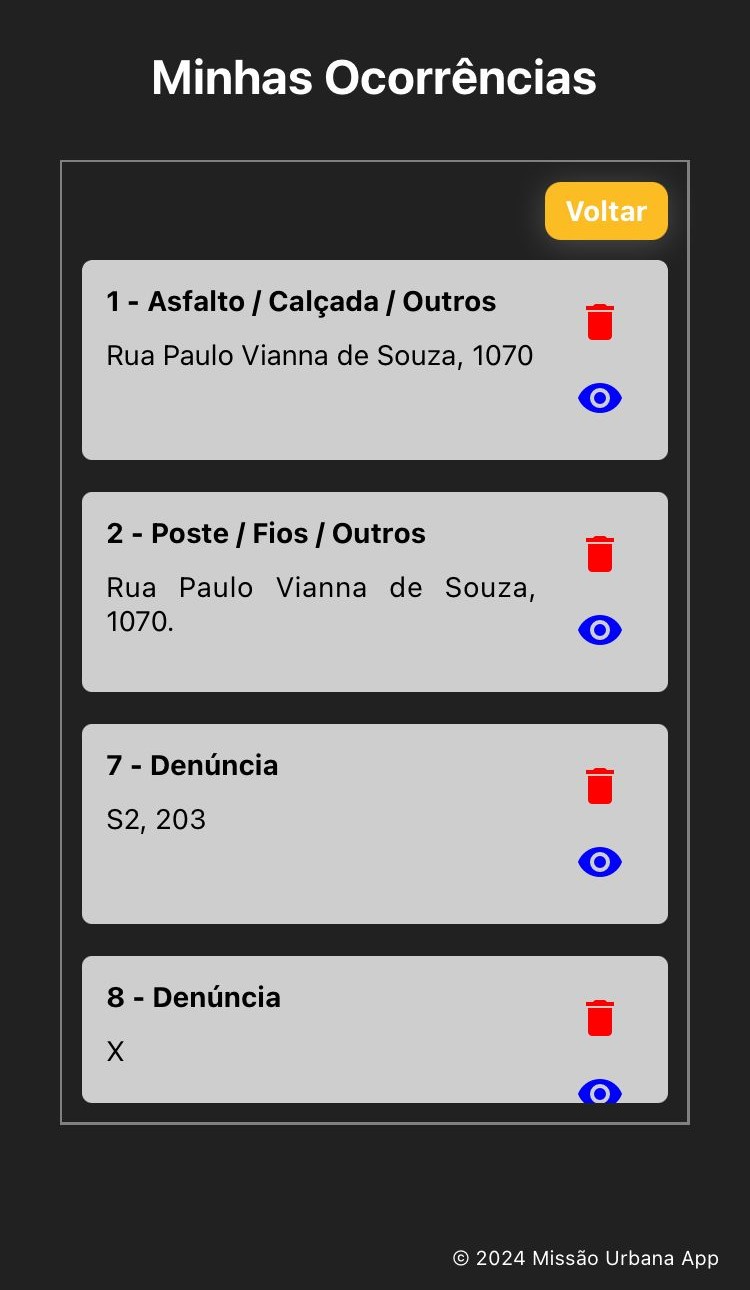 Minhas Ocorrências
Voltar
1 - Asfalto / Calçada / Outros
Rua Paulo Vianna de Souza, 1070
2 - Poste / Fios / Outros
Rua Paulo Vianna de Souza,
1070.
7 - Denúncia
S2, 203
8 - Denúncia
X
© 2024 Missão Urbana App